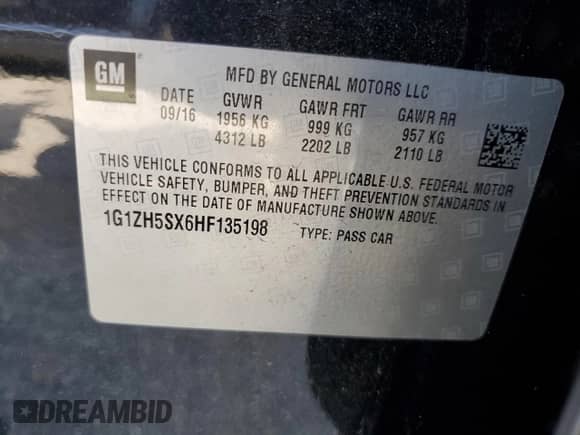 GM
MFD BY GENERAL MOTORS LLC
DATE GVWR GAWR FRT GAWR RR
09/16 1956 KG 999 KG 957 KG
4312 LB 2202 LB 2110 LB
THIS VEHICLE CONFORMS TO ALL APPLICABLE U.S. FEDERAL MOTOR
VEHICLE SAFETY, BUMPER, AND THEFT PREVENTION STANDARDS IN
EFFECT ON THE DATE OF MANUFACTURE SHOWN ABOVE.
1G1ZH5SX6HF135198 TYPE: PASS CAR
DREAMBID